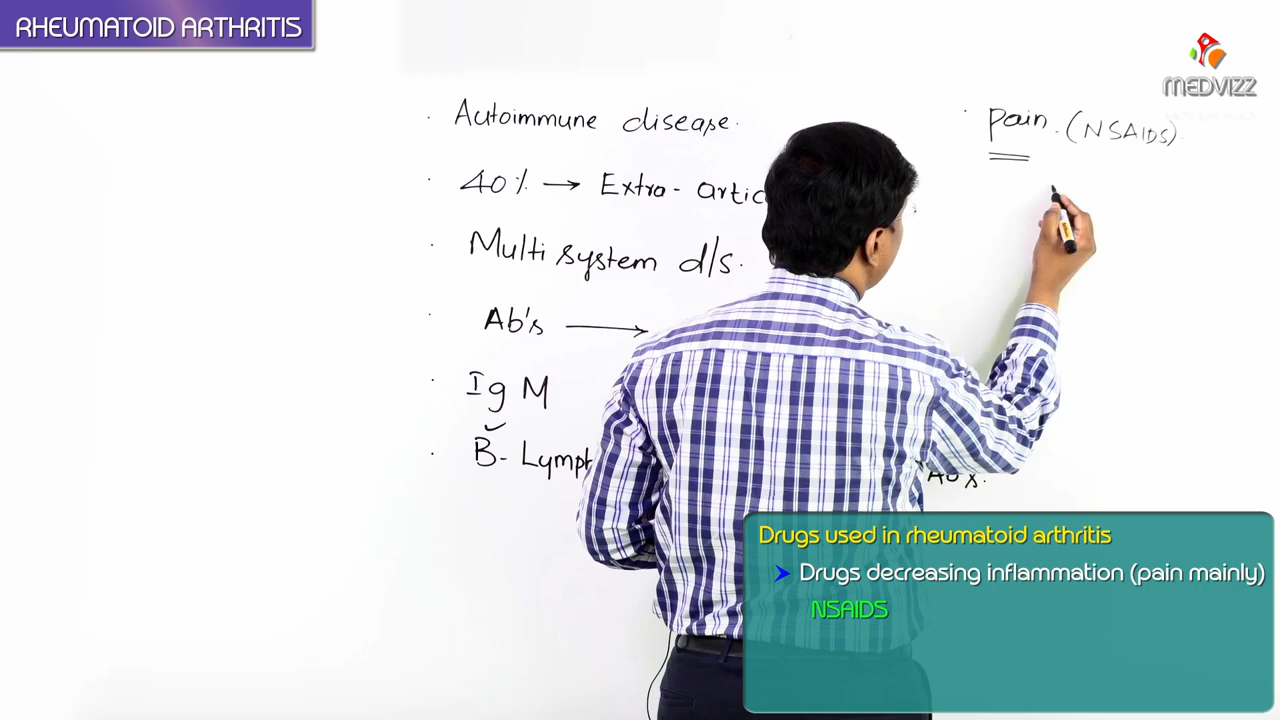 RHEUMATOID ARTHRITIS
MEDVIZZ
Autoimmune disease.
40% → Extra-artic
Multi system d/s.
Ab's →
Ig M
B- Lymph
pain. (NSAIDS).
Drugs used in rheumatoid arthritis
➤ Drugs decreasing inflammation (pain mainly)
NSAIDS